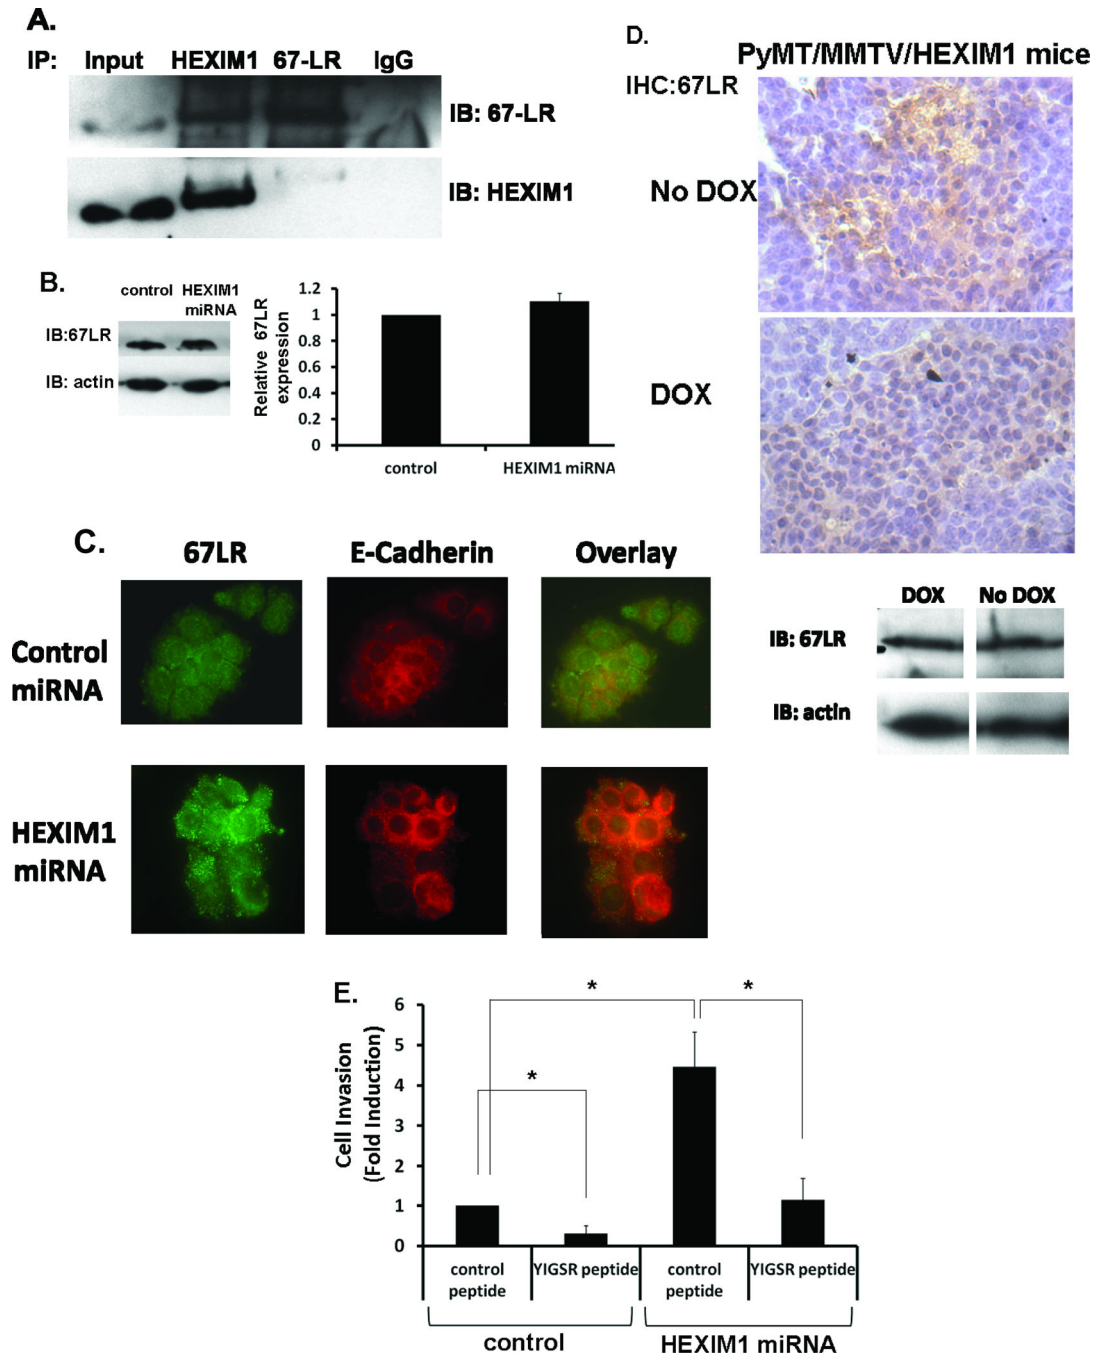 A.
IP: Input HEXIM1 67-LR IgG
IB: 67-LR
IB: HEXIM1
B.
control HEXIM1
miRNA
IB:67LR
IB: actin
Relative 67LR
expression
1.2
1
0.8
0.6
0.4
0.2
0
control HEXIM1 miRNA
C.
67LR E-Cadherin Overlay
Control
miRNA
HEXIM1
miRNA
D.
PyMT/MMTV/HEXIM1 mice
IHC:67LR
No DOX
DOX
DOX No DOX
IB: 67LR
IB: actin
E.
Cell Invasion
(Fold Induction)
6
5
4
3
2
1
0
* * *
control
peptide
YIGSR peptide
control
peptide
YIGSR peptide
control HEXIM1 miRNA